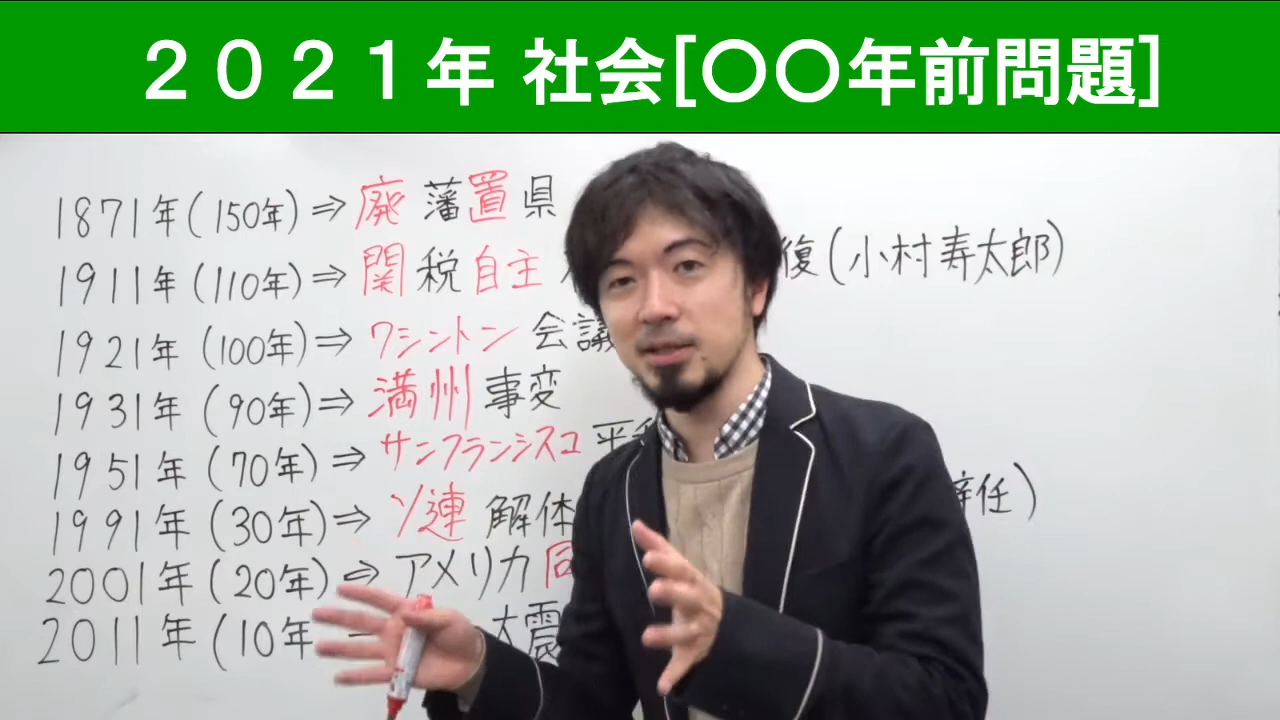 ２０２１年 社会[〇〇年前問題]
1871年(150年)⇒廃藩置県
1911年(110年)⇒関税自主 復(小村寿太郎)
1921年(100年)⇒ワシントン会議
1931年(90年)⇒満州事変
1951年(70年)⇒サンフランシスコ平
1991年(30年)⇒ソ連解体 辞任)
2001年(20年)⇒アメリカ同
2011年(10年 大震